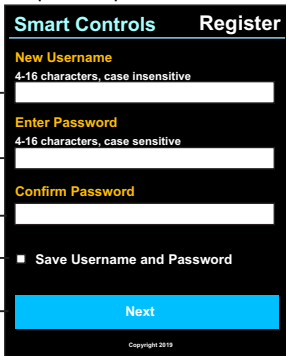 Smart Controls Register
New Username
4-16 characters, case insensitive
Enter Password
4-16 characters, case sensitive
Confirm Password
Save Username and Password
Next
Copyright 2019